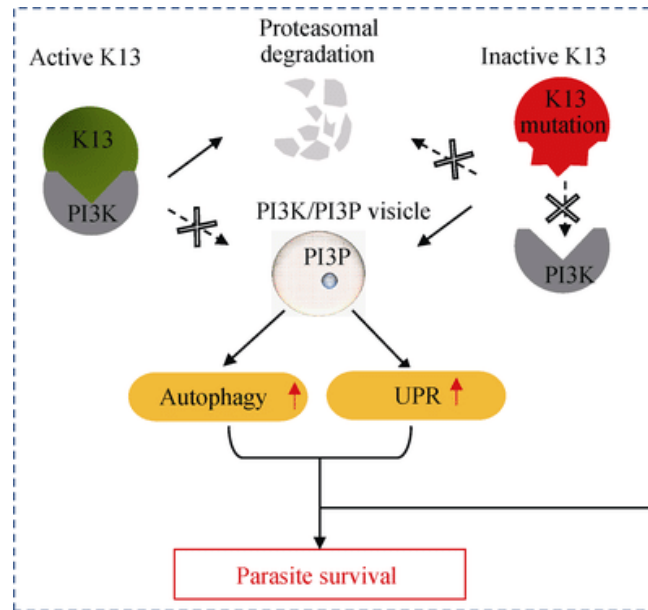 Proteasomal
degradation
Active K13
Inactive K13
K13
PI3K
K13
mutation
PI3K
PI3K/PI3P visicle
PI3P
Autophagy
UPR
Parasite survival